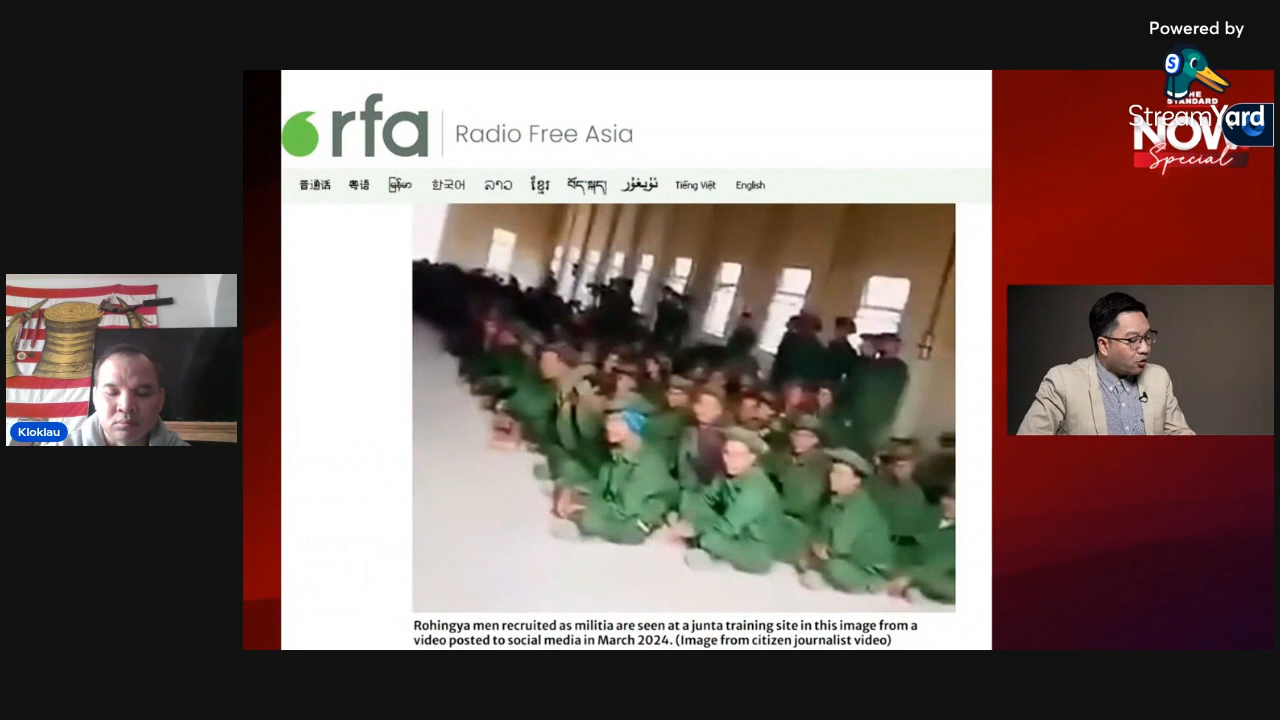 Powered by
StreamYard
THE
STANDARD
NOW
Special
rfa
Radio Free Asia
普通话 粤语 မြန်မာ 한국어 ລາວ ខ្មែរ བོད་སྐད། ئۇيغۇر Tiếng Việt English
Kloklau
Rohingya men recruited as militia are seen at a junta training site in this image from a
video posted to social media in March 2024. (Image from citizen journalist video)